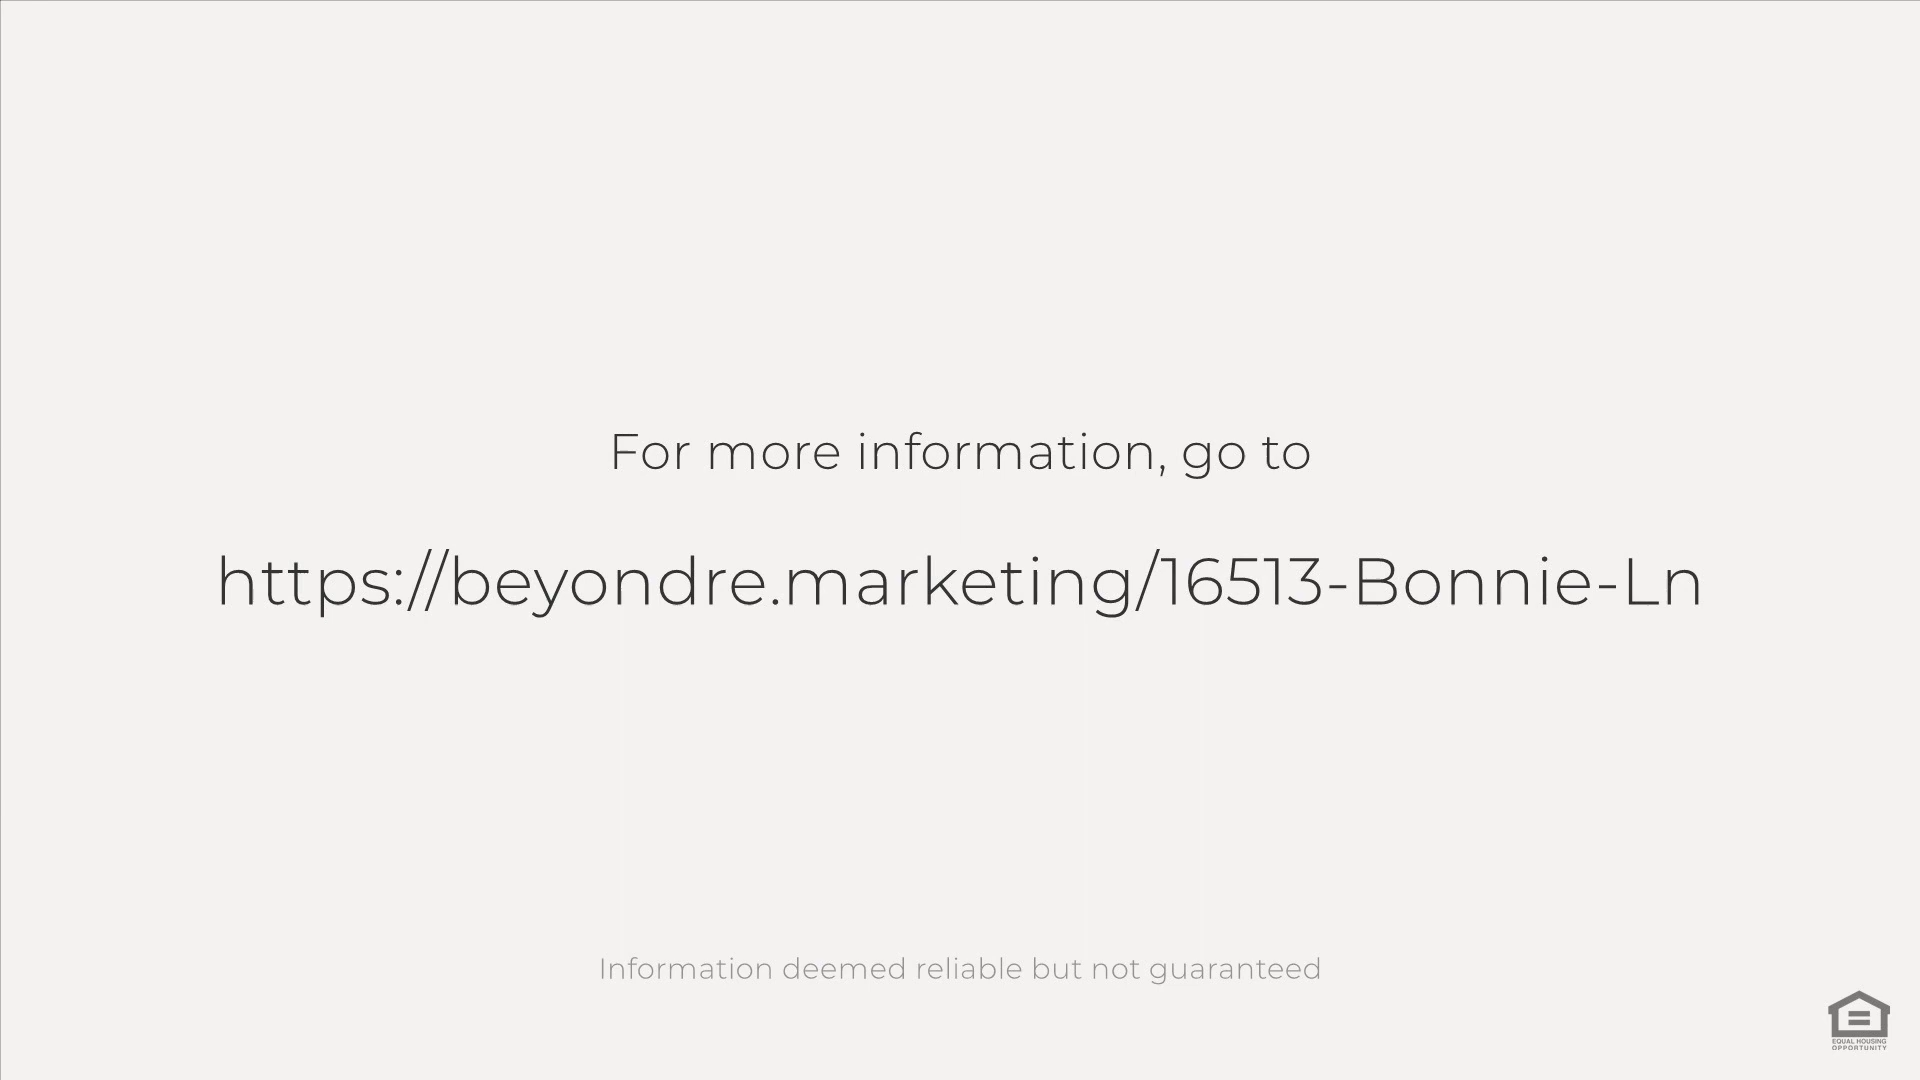 For more information, go to
https://beyondre.marketing/16513-Bonnie-Ln
Information deemed reliable but not guaranteed
EQUAL HOUSING
OPPORTUNITY